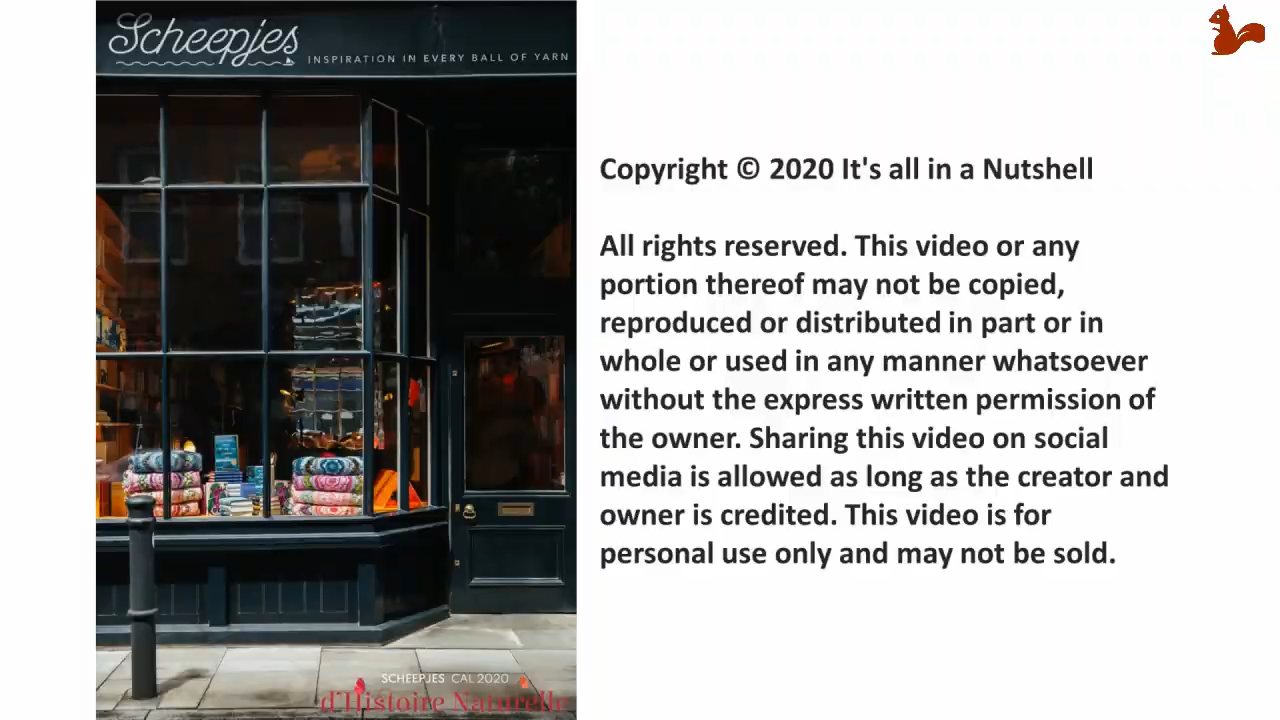 Scheepjes
INSPIRATION IN EVERY BALL OF YARN
SCHEEPJES CAL 2020
d'Histoire Naturelle
Copyright © 2020 It's all in a Nutshell
All rights reserved. This video or any
portion thereof may not be copied,
reproduced or distributed in part or in
whole or used in any manner whatsoever
without the express written permission of
the owner. Sharing this video on social
media is allowed as long as the creator and
owner is credited. This video is for
personal use only and may not be sold.